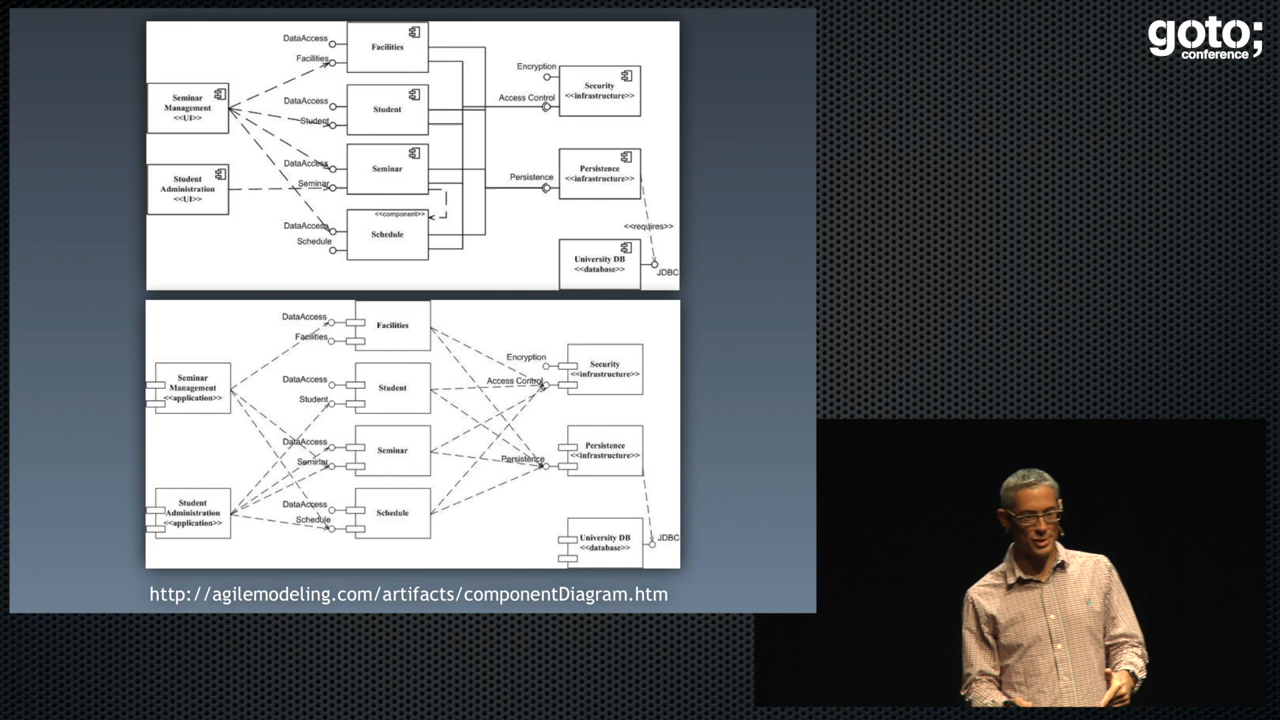 goto;
conference
DataAccess
Facilities
Facilities
Seminar
Management
<<UI>>
DataAccess
Student
Student
Student
Administration
<<UI>>
DataAccess
Seminar
Seminar
<<component>>
DataAccess
Schedule
Schedule
Encryption
Access Control
Security
<<infrastructure>>
Persistence
Persistence
<<infrastructure>>
<<requires>>
University DB
<<database>>
JDBC
DataAccess
Facilities
Facilities
Seminar
Management
<<application>>
DataAccess
Student
Student
DataAccess
Seminar
Seminar
Student
Administration
<<application>>
DataAccess
Schedule
Schedule
Encryption
Access Control
Security
<<infrastructure>>
Persistence
Persistence
<<infrastructure>>
University DB
<<database>>
JDBC
http://agilemodeling.com/artifacts/componentDiagram.htm